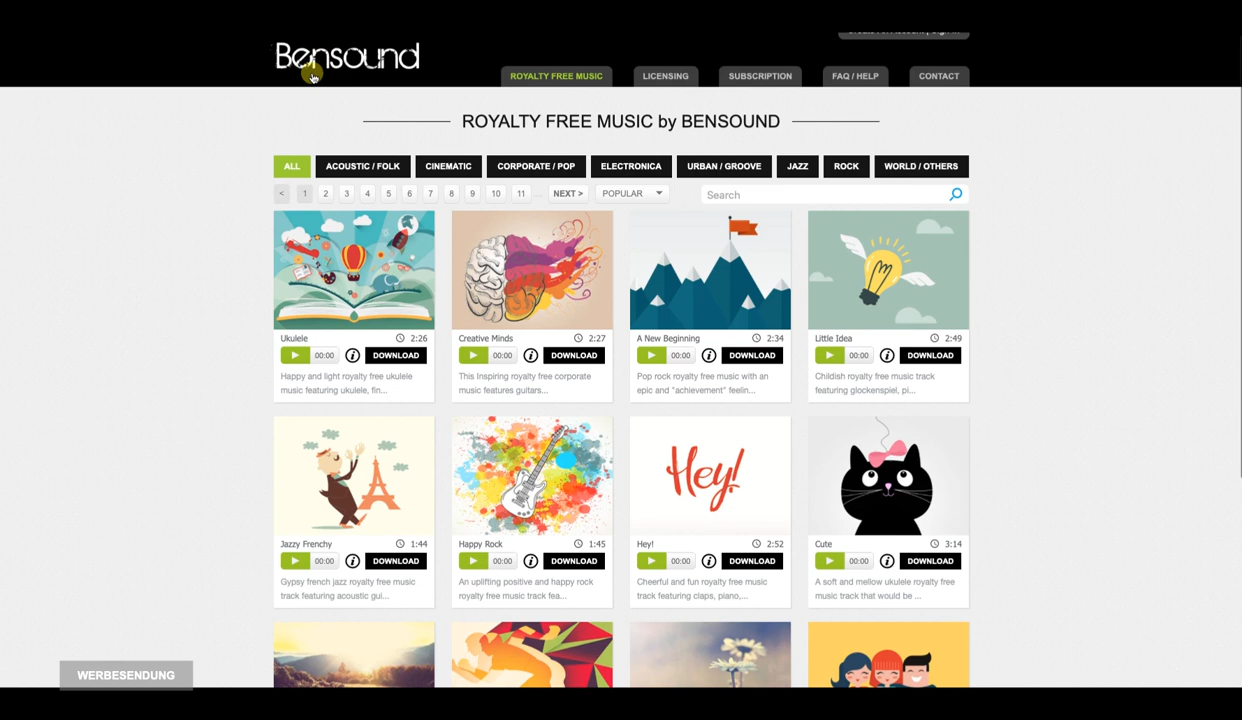 Bensound
ROYALTY FREE MUSIC
LICENSING
SUBSCRIPTION
FAQ / HELP
CONTACT
ROYALTY FREE MUSIC by BENSOUND
ALL
ACOUSTIC / FOLK
CINEMATIC
CORPORATE / POP
ELECTRONICA
URBAN / GROOVE
JAZZ
ROCK
WORLD / OTHERS
< 1 2 3 4 5 6 7 8 9 10 11 ... NEXT >
POPULAR
Search
Ukulele 2:26
00:00 i DOWNLOAD
Happy and light royalty free ukulele
music featuring ukulele, fin...
Creative Minds 2:27
00:00 i DOWNLOAD
This Inspiring royalty free corporate
music features guitars...
A New Beginning 2:34
00:00 i DOWNLOAD
Pop rock royalty free music with an
epic and "achievement" feelin...
Little Idea 2:49
00:00 i DOWNLOAD
Childish royalty free music track
featuring glockenspiel, pi...
Hey!
Jazzy Frenchy 1:44
00:00 i DOWNLOAD
Gypsy french jazz royalty free music
track featuring acoustic gui...
Happy Rock 1:45
00:00 i DOWNLOAD
An uplifting positive and happy rock
royalty free music track fea...
Hey! 2:52
00:00 i DOWNLOAD
Cheerful and fun royalty free music
track featuring claps, piano,...
Cute 3:14
00:00 i DOWNLOAD
A soft and mellow ukulele royalty free
music track that would be ...
WERBESENDUNG